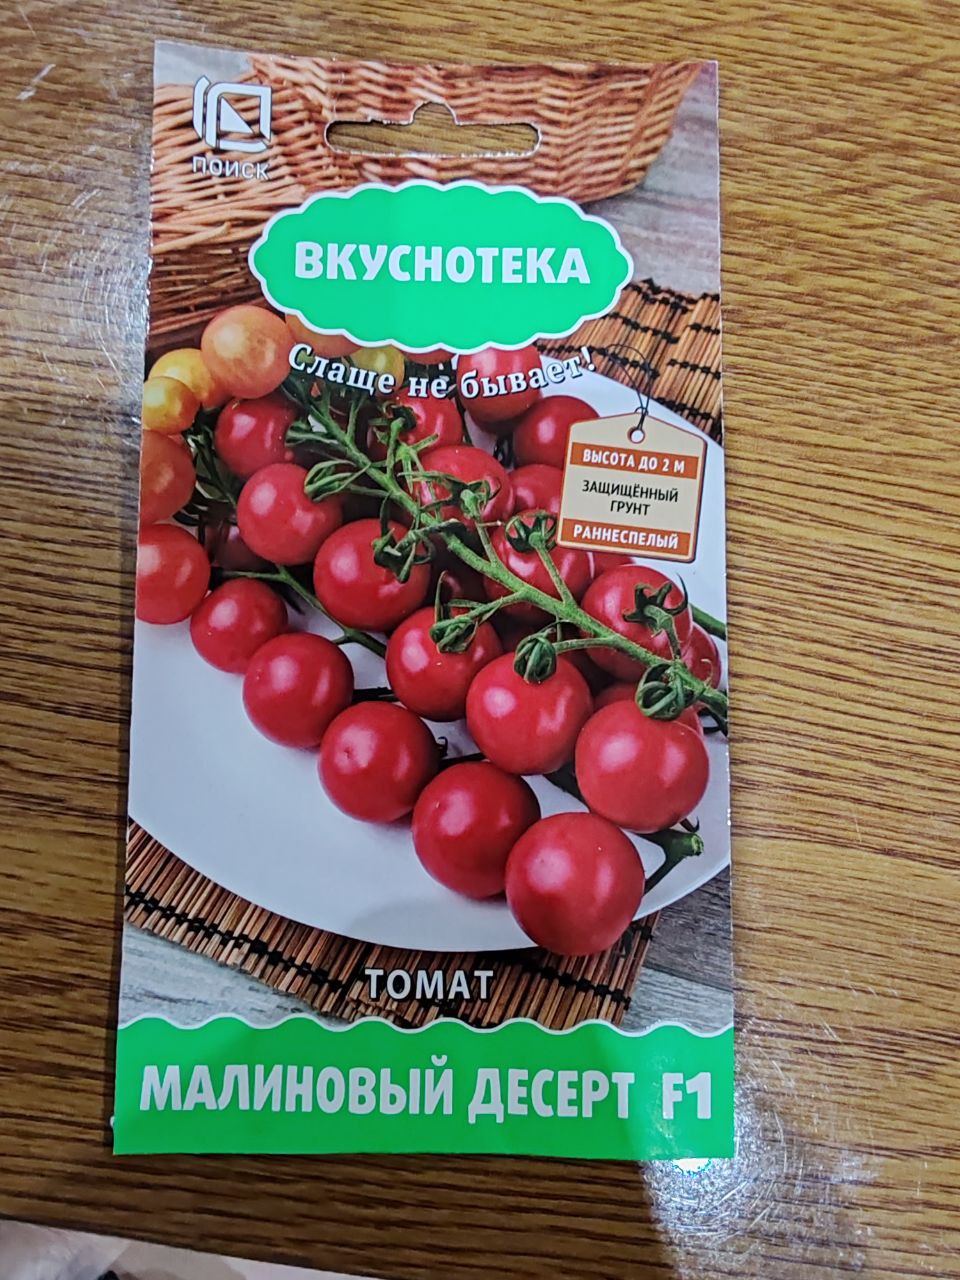 ПОИСК
ВКУСНОТЕКА
Слаще не бывает!
ВЫСОТА ДО 2 М
ЗАЩИЩЁННЫЙ
ГРУНТ
РАННЕСПЕЛЫЙ
ТОМАТ
МАЛИНОВЫЙ ДЕСЕРТ F1